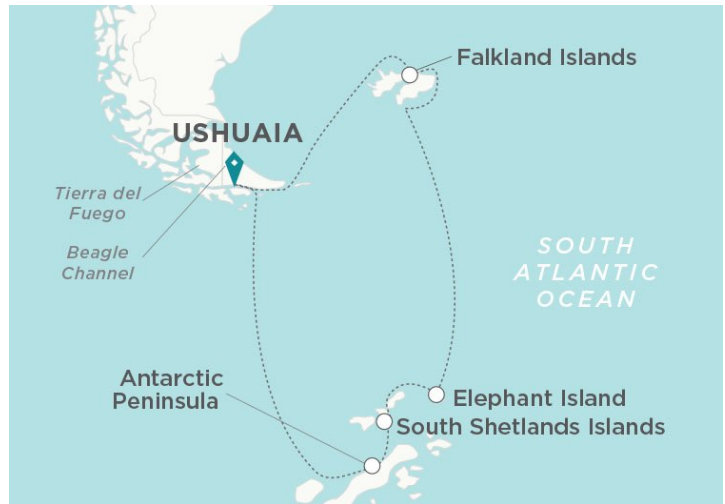 Falkland Islands
USHUAIA
Tierra del
Fuego
Beagle
Channel
SOUTH
ATLANTIC
OCEAN
Antarctic
Peninsula
Elephant Island
South Shetlands Islands